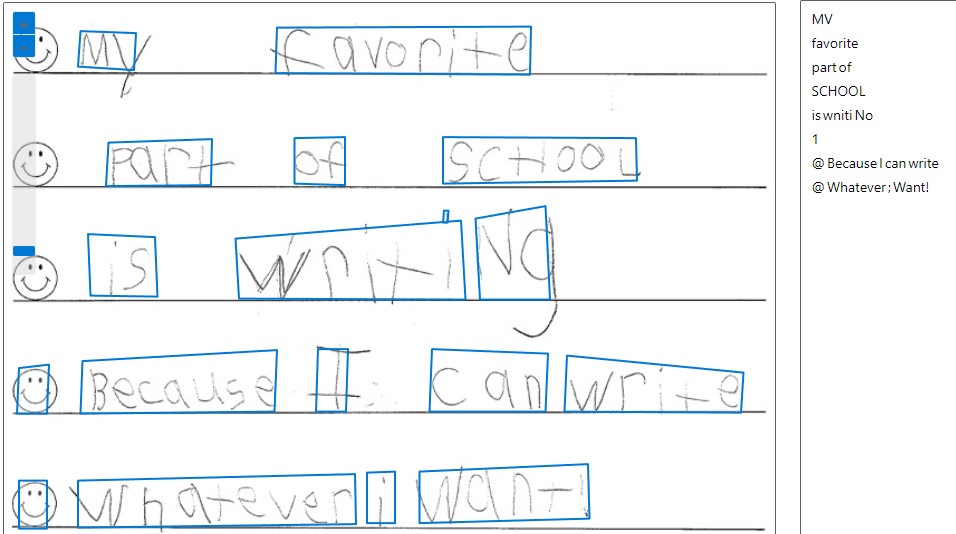 My favorite
part of SCHOOL
is writiNg
Because I can write
Whatever i Want!
MV
favorite
part of
SCHOOL
is wniti No
1
@ Because I can write
@ Whatever ; Want!